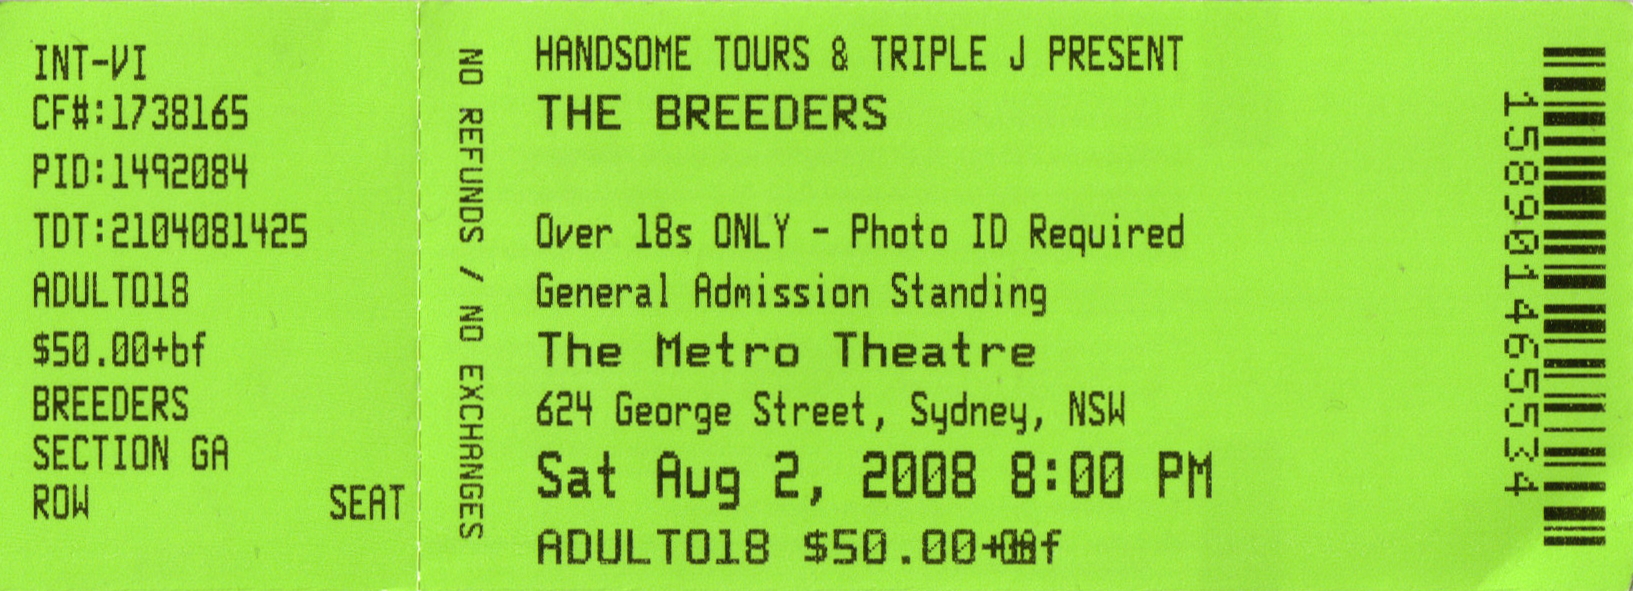 INT-VI
CF#:1738165
PID:1492084
TDT:2104081425
ADULTO18
$50.00+bf
BREEDERS
SECTION GA
ROW SEAT
NO REFUNDS / NO EXCHANGES
HANDSOME TOURS & TRIPLE J PRESENT
THE BREEDERS
Over 18s ONLY - Photo ID Required
General Admission Standing
The Metro Theatre
624 George Street, Sydney, NSW
Sat Aug 2, 2008 8:00 PM
ADULTO18 $50.00
158901465534